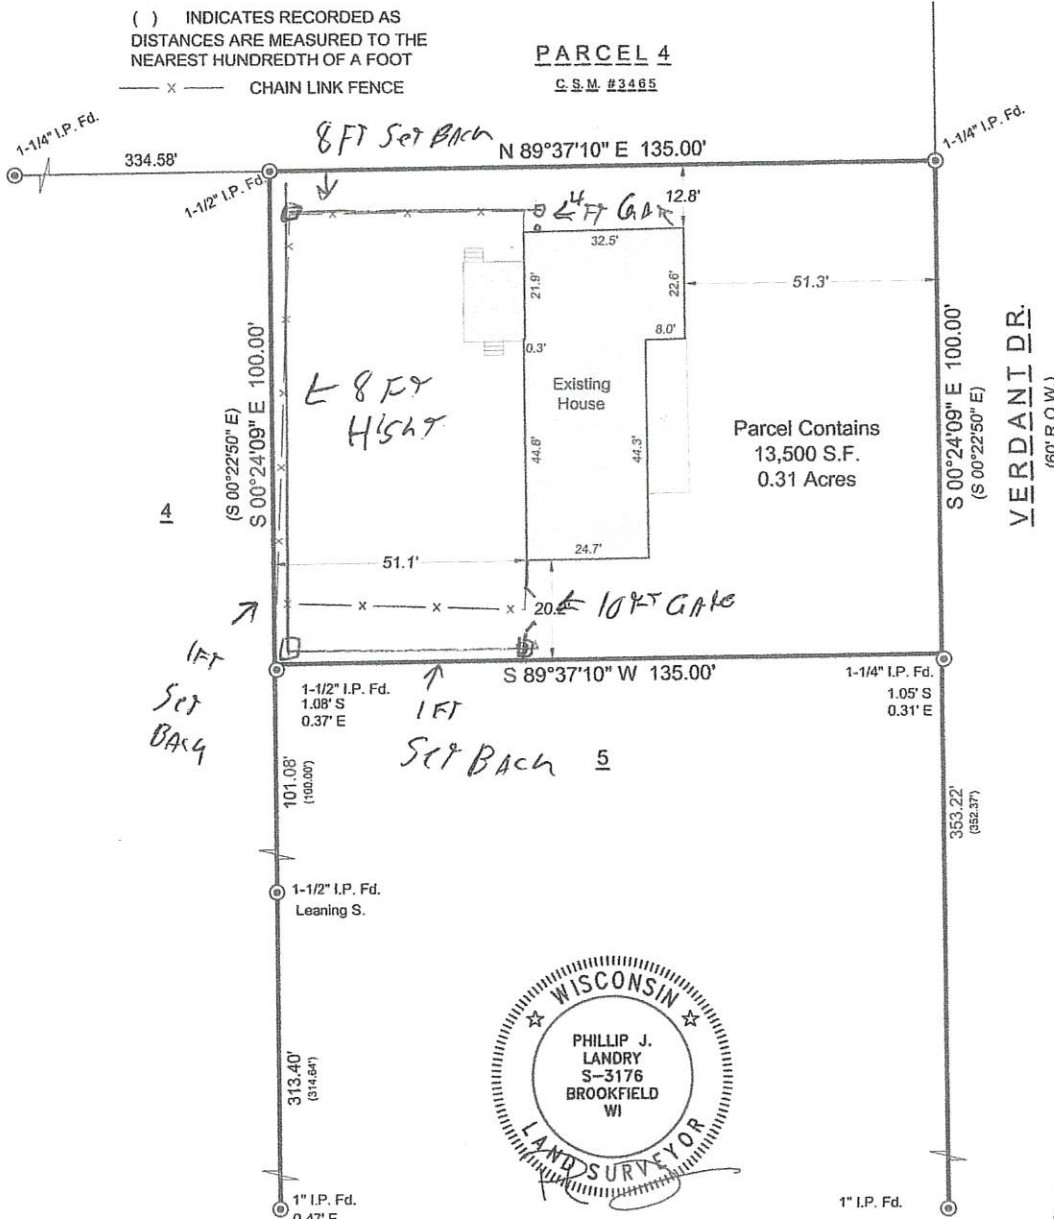 ( ) INDICATES RECORDED AS
DISTANCES ARE MEASURED TO THE
NEAREST HUNDREDTH OF A FOOT
— X — CHAIN LINK FENCE
PARCEL 4
C.S.M. #3465
1-1/4" I.P. Fd.
334.58'
1-1/2" I.P. Fd.
8 FT Set Back
N 89°37'10" E 135.00'
1-1/4" I.P. Fd.
12.8'
4 FT
32.5'
21.9'
22.6'
51.3'
0.3'
8.0'
8 FT
Hight
Existing
House
44.8'
44.3'
Parcel Contains
13,500 S.F.
0.31 Acres
(S 00°22'50" E)
S 00°24'09" E 100.00'
S 00°24'09" E 100.00'
(S 00°22'50" E)
VERDANT DR.
(60' R.O.W.)
4
51.1'
24.7'
20.2'
10 FT
1 FT
Set
Back
1-1/2" I.P. Fd.
1.08' S
0.37' E
S 89°37'10" W 135.00'
1-1/4" I.P. Fd.
1.05' S
0.31' E
1 FT
Set Back
5
101.08'
(100.00')
353.22'
(352.37')
1-1/2" I.P. Fd.
Leaning S.
313.40'
(314.64')
WISCONSIN
PHILLIP J.
LANDRY
S-3176
BROOKFIELD
WI
LAND SURVEYOR
1" I.P. Fd.
0.47' E
1" I.P. Fd.